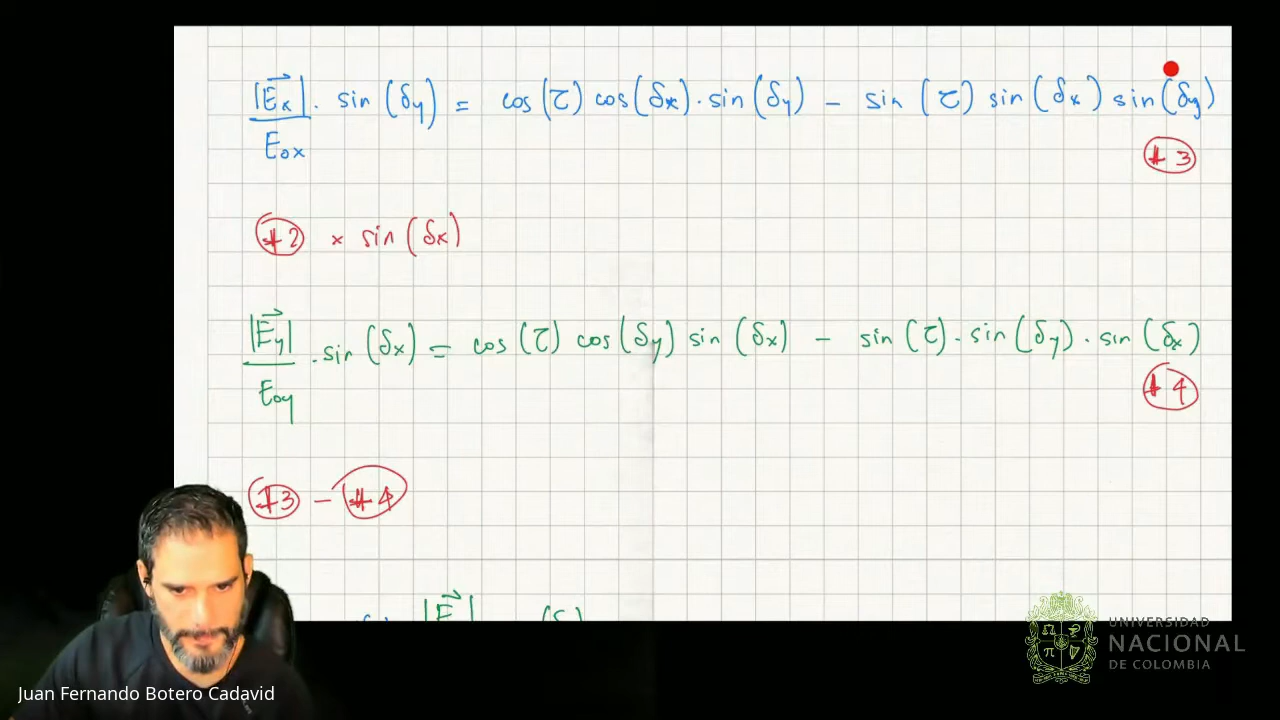 |E⃗x| / E0x · sin(δy) = cos(τ) cos(δx) · sin(δy) − sin(τ) sin(δx) sin(δy)
#3
#2 × sin(δx)
|E⃗y| / E0y · sin(δx) = cos(τ) cos(δy) sin(δx) − sin(τ) · sin(δy) · sin(δx)
#4
#3 − #4
UNIVERSIDAD
NACIONAL
DE COLOMBIA
Juan Fernando Botero Cadavid